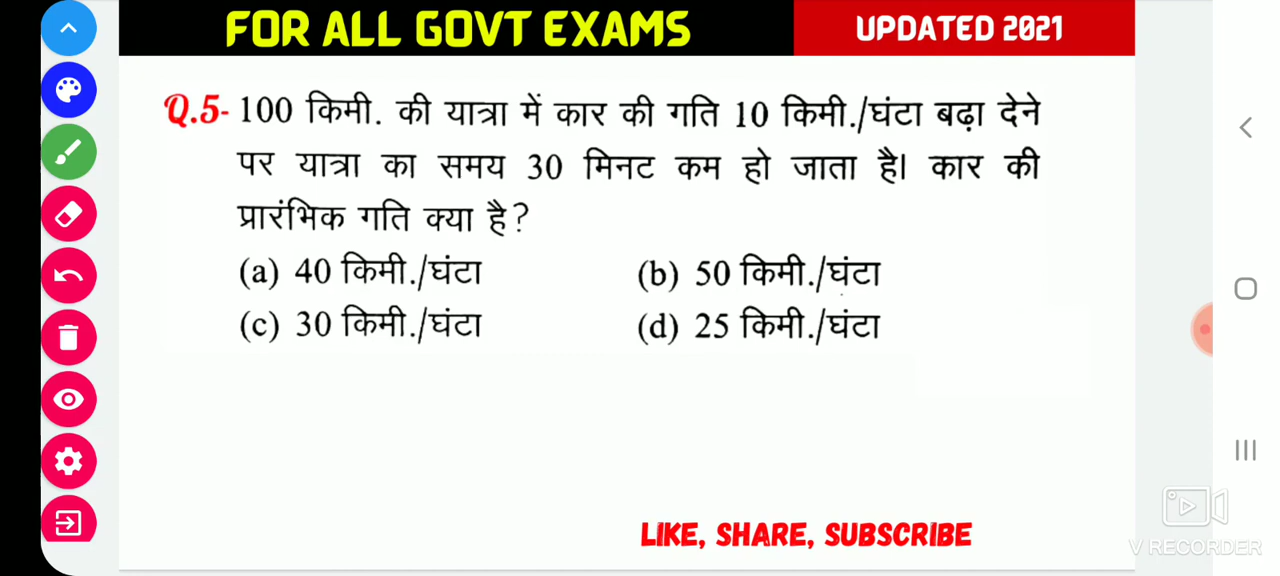 FOR ALL GOVT EXAMS
UPDATED 2021
Q.5- 100 किमी. की यात्रा में कार की गति 10 किमी./घंटा बढ़ा देने
पर यात्रा का समय 30 मिनट कम हो जाता है। कार की
प्रारंभिक गति क्या है?
(a) 40 किमी./घंटा (b) 50 किमी./घंटा
(c) 30 किमी./घंटा (d) 25 किमी./घंटा
LIKE, SHARE, SUBSCRIBE
V RECORDER